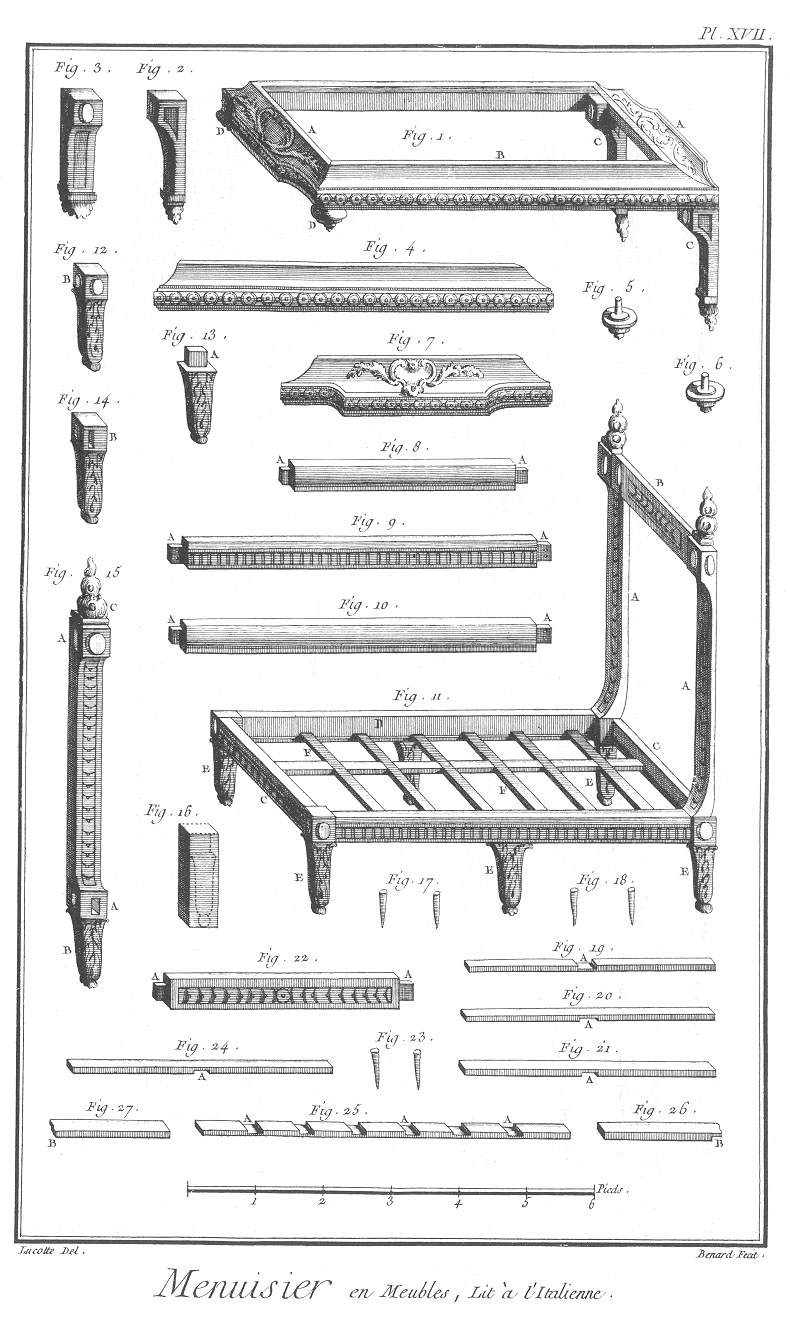 Pl. XVII.
Fig. 3.
Fig. 2.
D
A
Fig. 1.
B
C
A
D
C
Fig. 12.
B
Fig. 4.
Fig. 5.
Fig. 13.
A
Fig. 7.
Fig. 6.
Fig. 14.
B
Fig. 8.
A
A
B
Fig. 9.
A
A
Fig. 15
C
A
Fig. 10.
A
A
A
A
Fig. 11.
D
C
F
E
E
C
F
Fig. 16.
E
E
E
Fig. 17.
Fig. 18.
A
B
Fig. 19.
A
Fig. 22.
A
A
Fig. 20.
A
Fig. 24.
A
Fig. 23.
Fig. 21.
A
Fig. 27.
B
Fig. 25.
A
A
A
Fig. 26.
B
1 2 3 4 5 6 Pieds.
Lucotte Del.
Benard Fecit.
Menuisier en Meubles, Lit à l'Italienne.